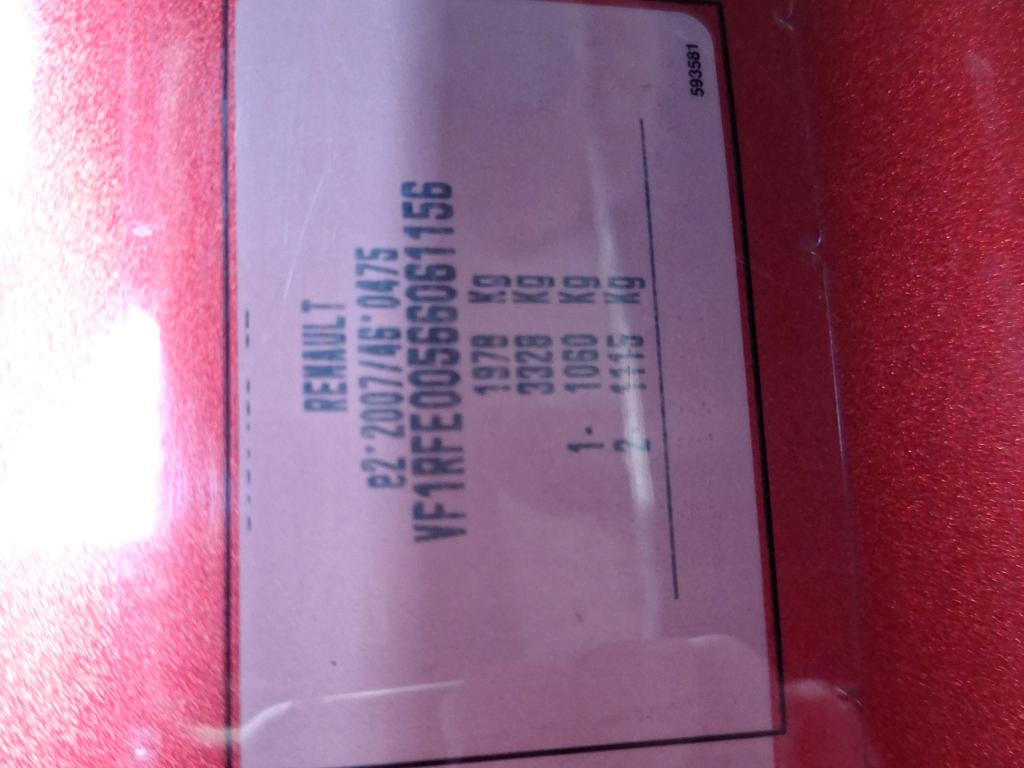 RENAULT
e2*2007/46*0475
VF1RFE00566061156
1978 Kg
3328 Kg
1- 1060 Kg
2- 1115 Kg
593581